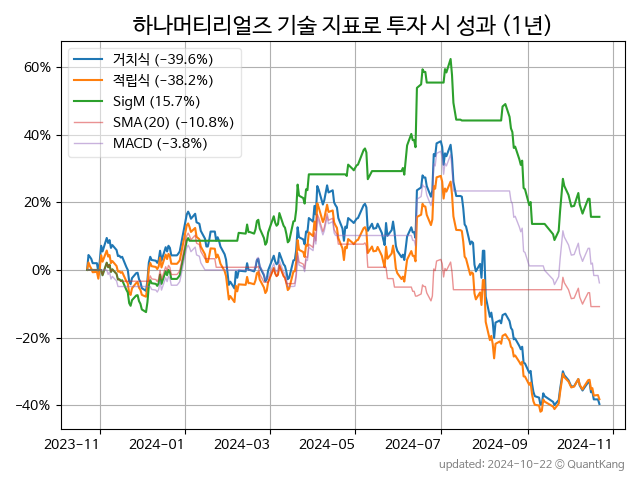 하나머티리얼즈 기술 지표로 투자 시 성과 (1년)
거치식 (−39.6%)
적립식 (−38.2%)
SigM (15.7%)
SMA(20) (−10.8%)
MACD (−3.8%)
60%
40%
20%
0%
−20%
−40%
2023-11 2024-01 2024-03 2024-05 2024-07 2024-09 2024-11
updated: 2024-10-22 © QuantKang